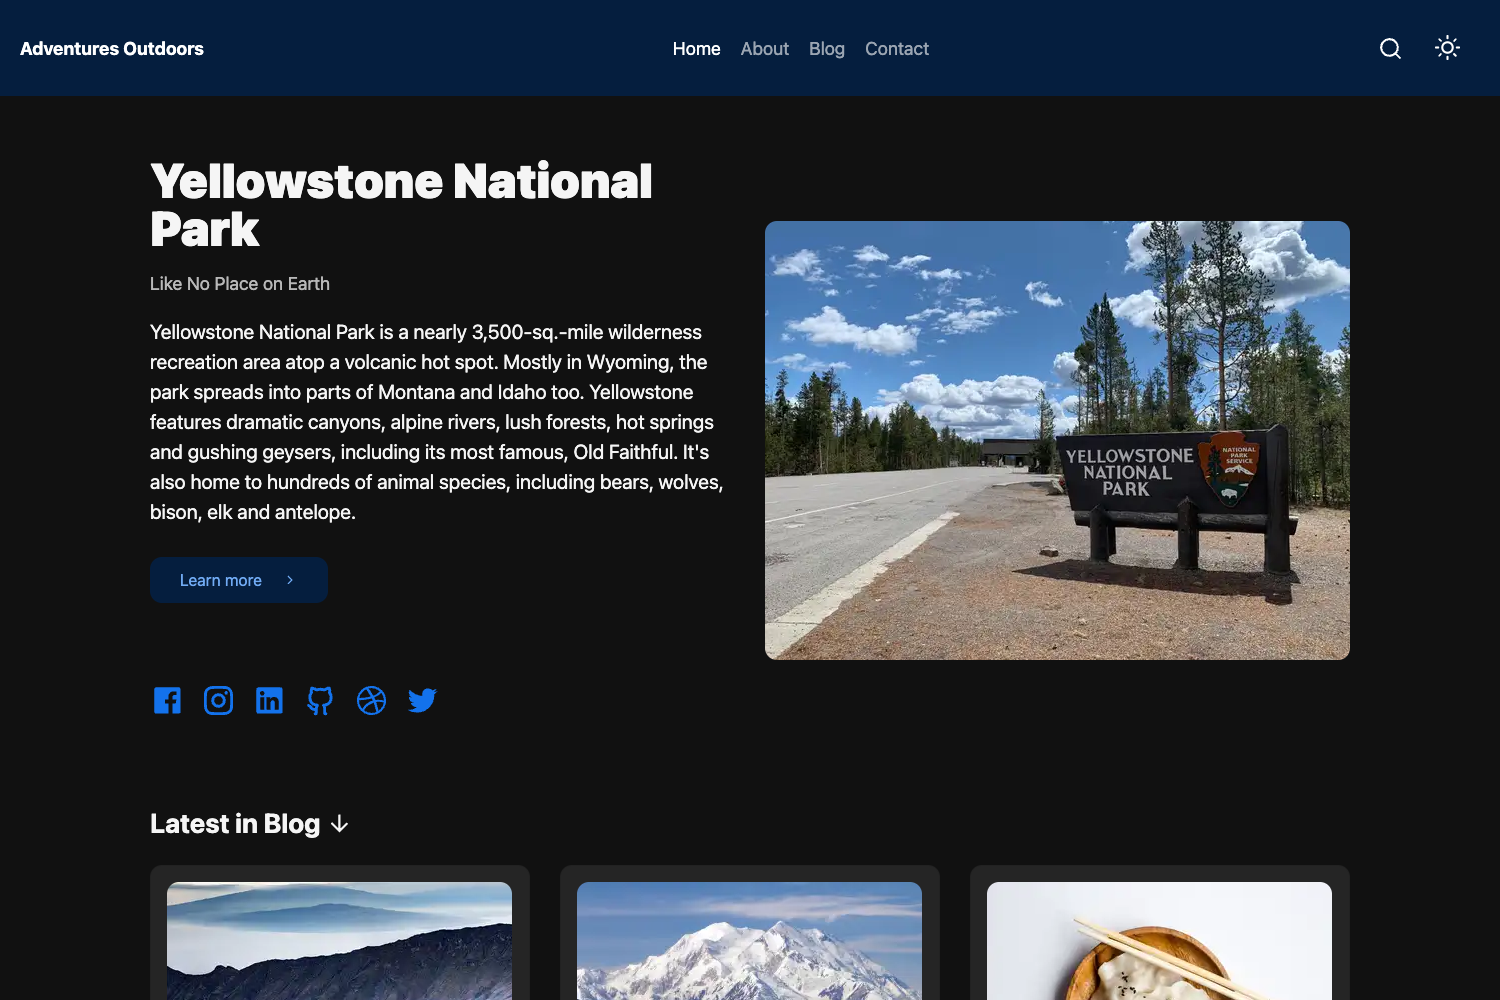 Adventures Outdoors
Home About Blog Contact
Yellowstone National
Park
Like No Place on Earth
Yellowstone National Park is a nearly 3,500-sq.-mile wilderness
recreation area atop a volcanic hot spot. Mostly in Wyoming, the
park spreads into parts of Montana and Idaho too. Yellowstone
features dramatic canyons, alpine rivers, lush forests, hot springs
and gushing geysers, including its most famous, Old Faithful. It's
also home to hundreds of animal species, including bears, wolves,
bison, elk and antelope.
Learn more
YELLOWSTONE
NATIONAL
PARK
NATIONAL
PARK
SERVICE
Latest in Blog